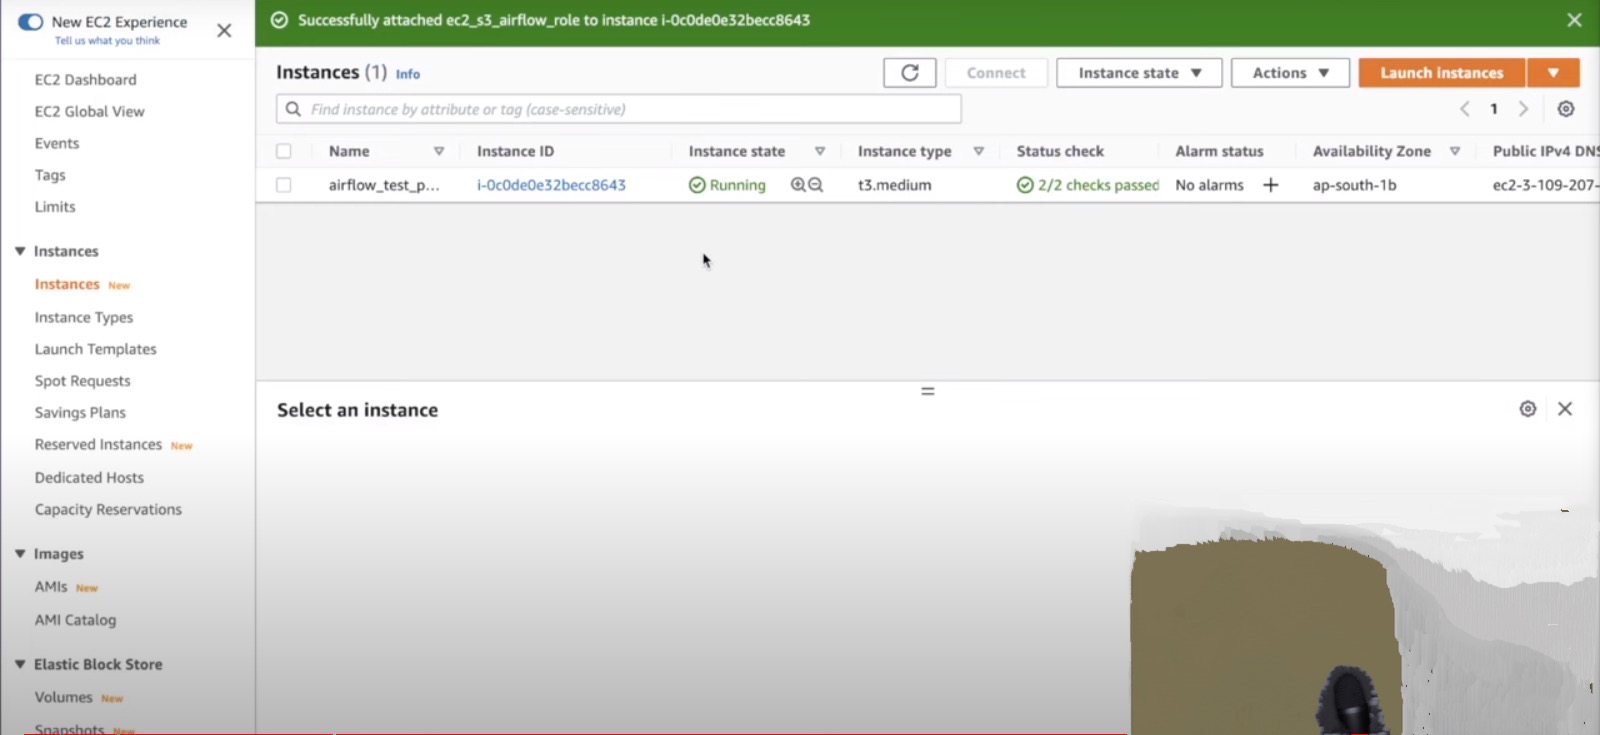 New EC2 Experience
Tell us what you think
EC2 Dashboard
EC2 Global View
Events
Tags
Limits
Instances
Instances New
Instance Types
Launch Templates
Spot Requests
Savings Plans
Reserved Instances New
Dedicated Hosts
Capacity Reservations
Images
AMIs New
AMI Catalog
Elastic Block Store
Volumes New
Snapshots New
Successfully attached ec2_s3_airflow_role to instance i-0c0de0e32becc8643
Instances (1) Info
Connect Instance state Actions Launch instances
Find instance by attribute or tag (case-sensitive)
1
Name Instance ID Instance state Instance type Status check Alarm status Availability Zone Public IPv4 DNS
airflow_test_p... i-0c0de0e32becc8643 Running t3.medium 2/2 checks passed No alarms + ap-south-1b ec2-3-109-207-
Select an instance